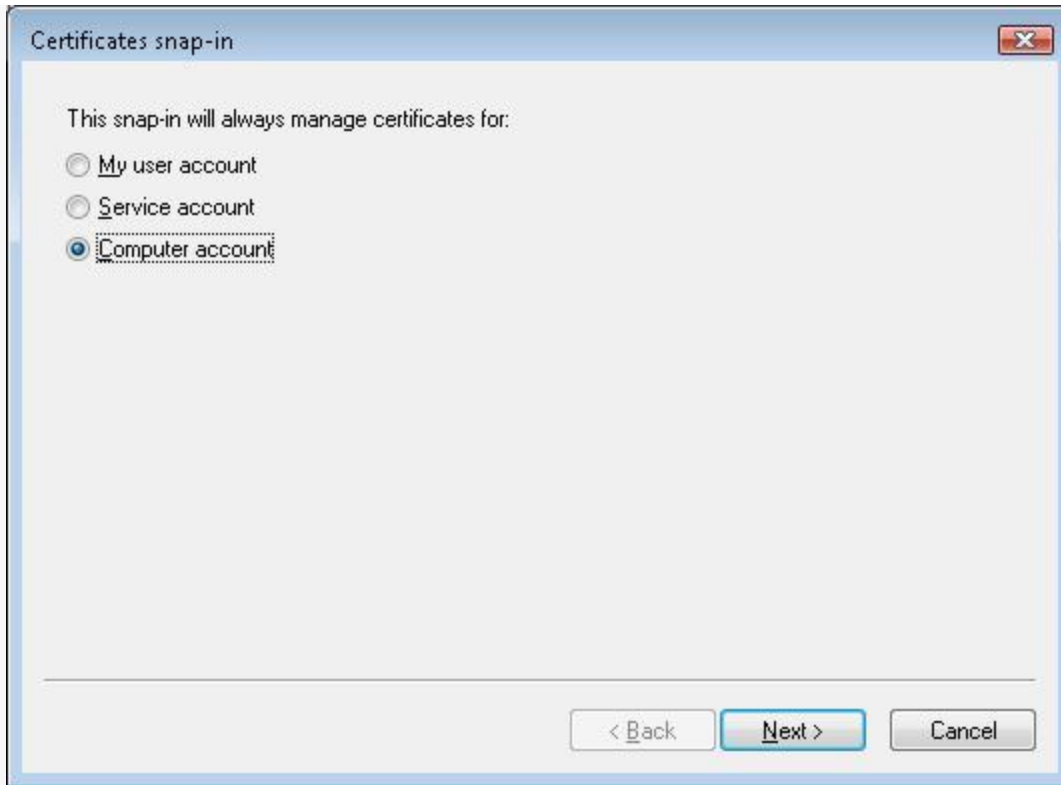 Certificates snap-in
This snap-in will always manage certificates for:
My user account
Service account
Computer account
< Back
Next >
Cancel